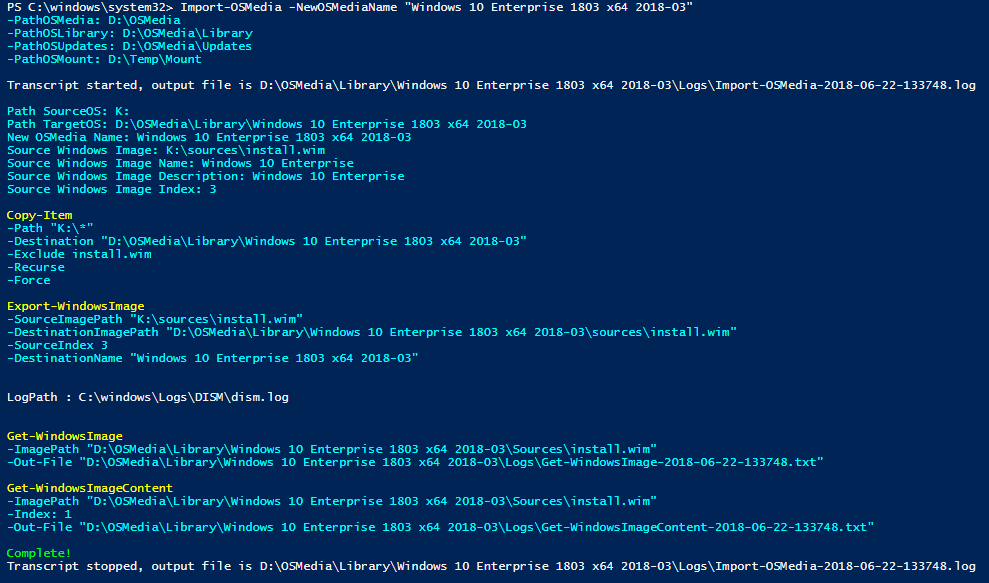 PS C:\windows\system32> Import-OSMedia -NewOSMediaName "Windows 10 Enterprise 1803 x64 2018-03"
-PathOSMedia: D:\OSMedia
-PathOSLibrary: D:\OSMedia\Library
-PathOSUpdates: D:\OSMedia\Updates
-PathOSMount: D:\Temp\Mount
Transcript started, output file is D:\OSMedia\Library\Windows 10 Enterprise 1803 x64 2018-03\Logs\Import-OSMedia-2018-06-22-133748.log
Path SourceOS: K:
Path TargetOS: D:\OSMedia\Library\Windows 10 Enterprise 1803 x64 2018-03
New OSMedia Name: Windows 10 Enterprise 1803 x64 2018-03
Source Windows Image: K:\sources\install.wim
Source Windows Image Name: Windows 10 Enterprise
Source Windows Image Description: Windows 10 Enterprise
Source Windows Image Index: 3
Copy-Item
-Path "K:\*"
-Destination "D:\OSMedia\Library\Windows 10 Enterprise 1803 x64 2018-03"
-Exclude install.wim
-Recurse
-Force
Export-WindowsImage
-SourceImagePath "K:\sources\install.wim"
-DestinationImagePath "D:\OSMedia\Library\Windows 10 Enterprise 1803 x64 2018-03\sources\install.wim"
-SourceIndex 3
-DestinationName "Windows 10 Enterprise 1803 x64 2018-03"
LogPath : C:\windows\Logs\DISM\dism.log
Get-WindowsImage
-ImagePath "D:\OSMedia\Library\Windows 10 Enterprise 1803 x64 2018-03\Sources\install.wim"
-Out-File "D:\OSMedia\Library\Windows 10 Enterprise 1803 x64 2018-03\Logs\Get-WindowsImage-2018-06-22-133748.txt"
Get-WindowsImageContent
-ImagePath "D:\OSMedia\Library\Windows 10 Enterprise 1803 x64 2018-03\Sources\install.wim"
-Index: 1
-Out-File "D:\OSMedia\Library\Windows 10 Enterprise 1803 x64 2018-03\Logs\Get-WindowsImageContent-2018-06-22-133748.txt"
Complete!
Transcript stopped, output file is D:\OSMedia\Library\Windows 10 Enterprise 1803 x64 2018-03\Logs\Import-OSMedia-2018-06-22-133748.log